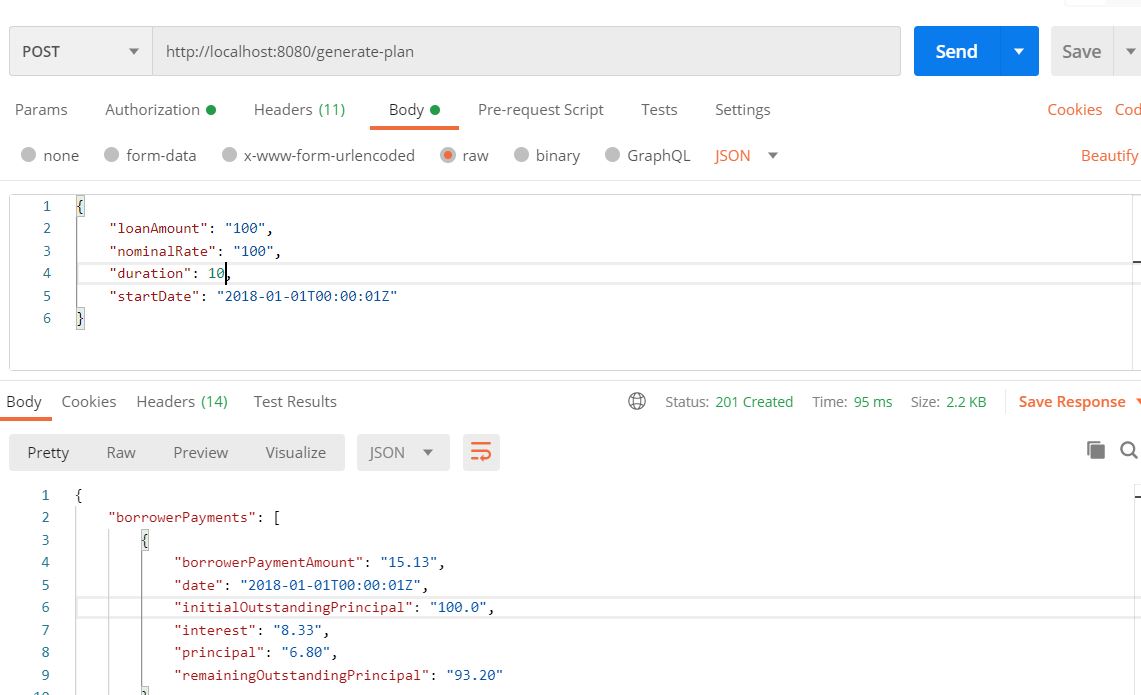 POST http://localhost:8080/generate-plan Send Save
Params Authorization Headers (11) Body Pre-request Script Tests Settings Cookies Cod
none form-data x-www-form-urlencoded raw binary GraphQL JSON Beautify
1 {
2 "loanAmount": "100",
3 "nominalRate": "100",
4 "duration": 10,
5 "startDate": "2018-01-01T00:00:01Z"
6 }
Body Cookies Headers (14) Test Results Status: 201 Created Time: 95 ms Size: 2.2 KB Save Response
Pretty Raw Preview Visualize JSON
1 {
2 "borrowerPayments": [
3 {
4 "borrowerPaymentAmount": "15.13",
5 "date": "2018-01-01T00:00:01Z",
6 "initialOutstandingPrincipal": "100.0",
7 "interest": "8.33",
8 "principal": "6.80",
9 "remainingOutstandingPrincipal": "93.20"